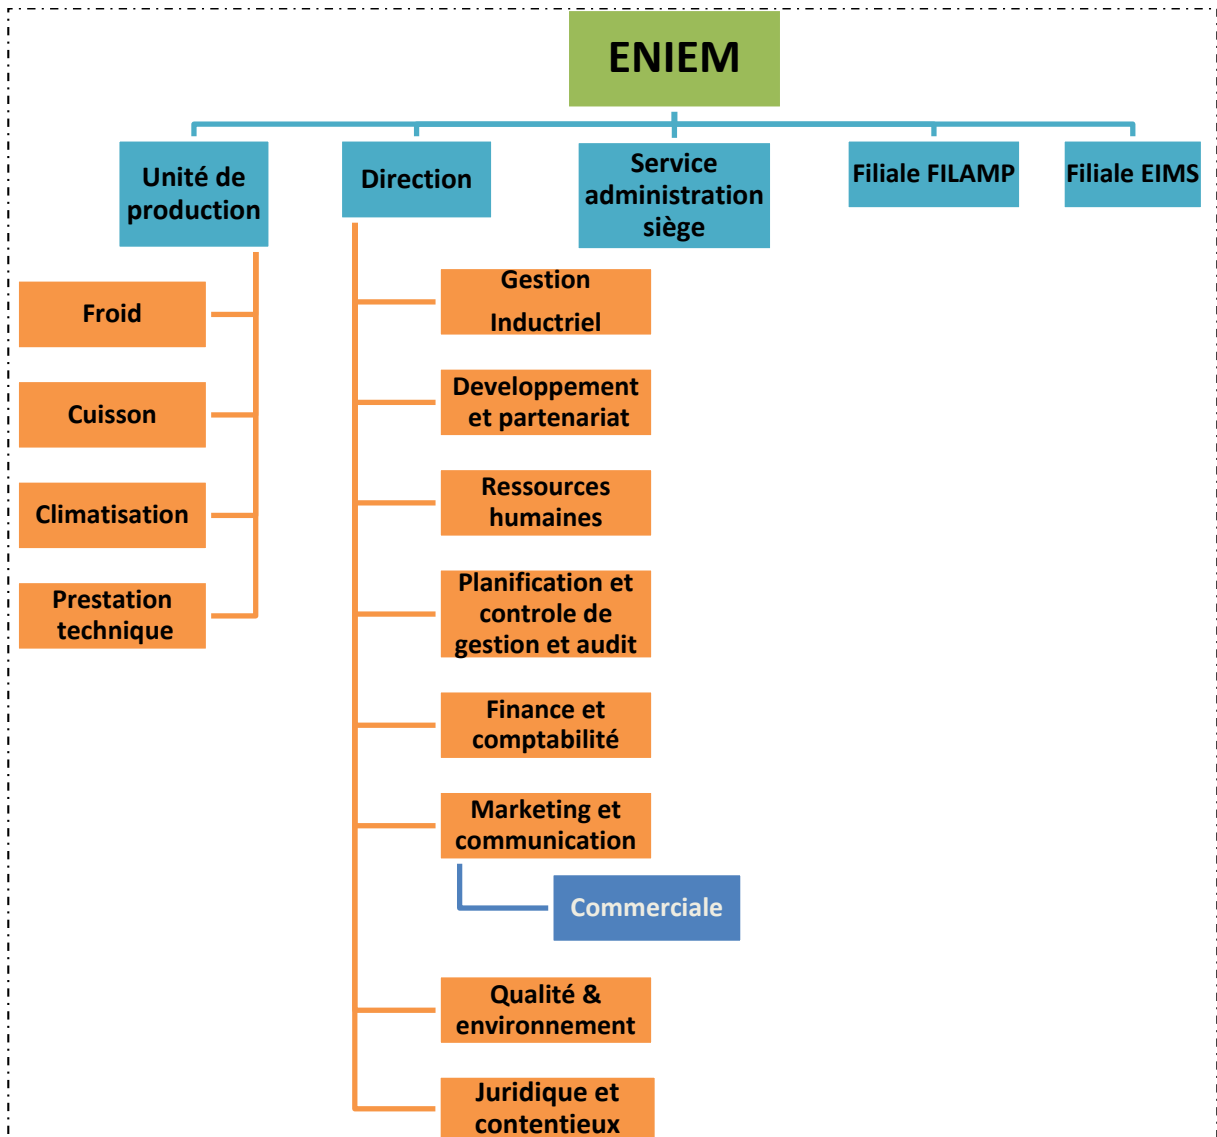 ENIEM
Unité de
production
Direction
Service
administration
siège
Filiale FILAMP
Filiale EIMS
Froid
Cuisson
Climatisation
Prestation
technique
Gestion
Inductriel
Developpement
et partenariat
Ressources
humaines
Planification et
controle de
gestion et audit
Finance et
comptabilité
Marketing et
communication
Commerciale
Qualité &
environnement
Juridique et
contentieux